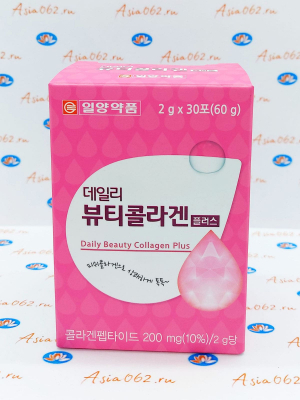 일양약품
2 g x 30포(60 g)
데일리
뷰티콜라겐 플러스
Daily Beauty Collagen Plus
콜라겐펩타이드 200 mg(10%)/2 g당
Asia062.ru